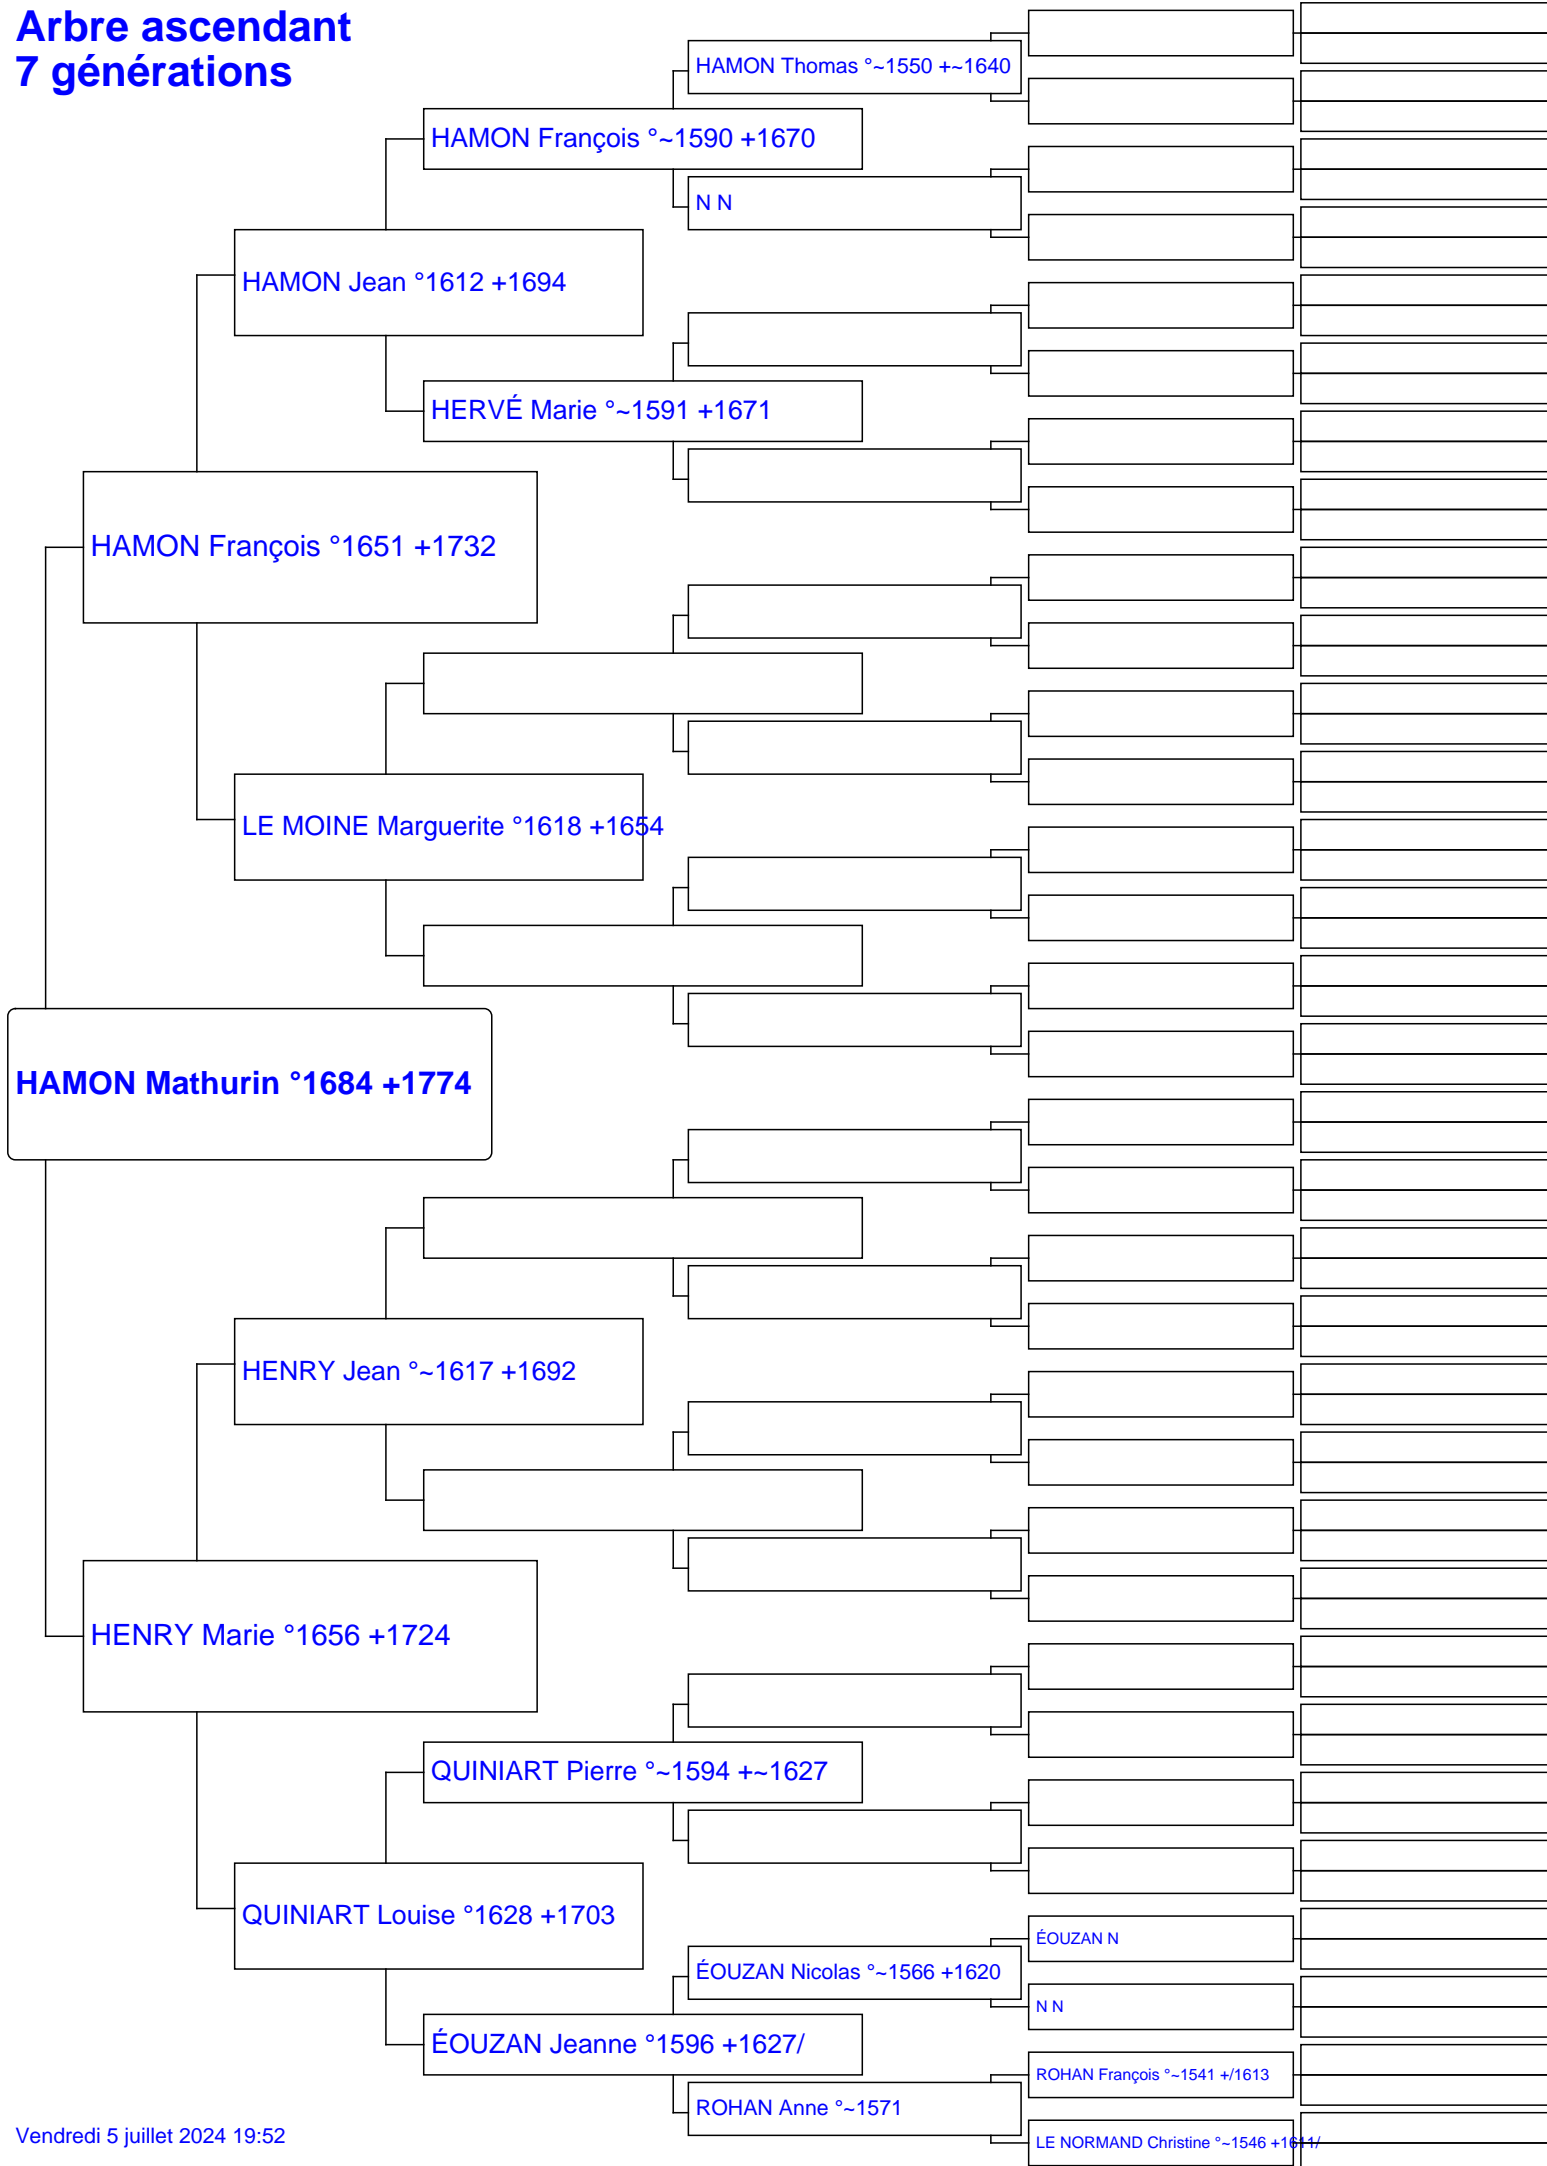 Arbre ascendant
7 générations
HAMON Thomas °~1550 +~1640
HAMON François °~1590 +1670
N N
HAMON Jean °1612 +1694
HERVÉ Marie °~1591 +1671
HAMON François °1651 +1732
LE MOINE Marguerite °1618 +1654
HAMON Mathurin °1684 +1774
HENRY Jean °~1617 +1692
HENRY Marie °1656 +1724
QUINIART Pierre °~1594 +~1627
QUINIART Louise °1628 +1703
ÉOUZAN N
ÉOUZAN Nicolas °~1566 +1620
N N
ÉOUZAN Jeanne °1596 +1627/
ROHAN François °~1541 +/1613
ROHAN Anne °~1571
LE NORMAND Christine °~1546 +1611/
Vendredi 5 juillet 2024 19:52